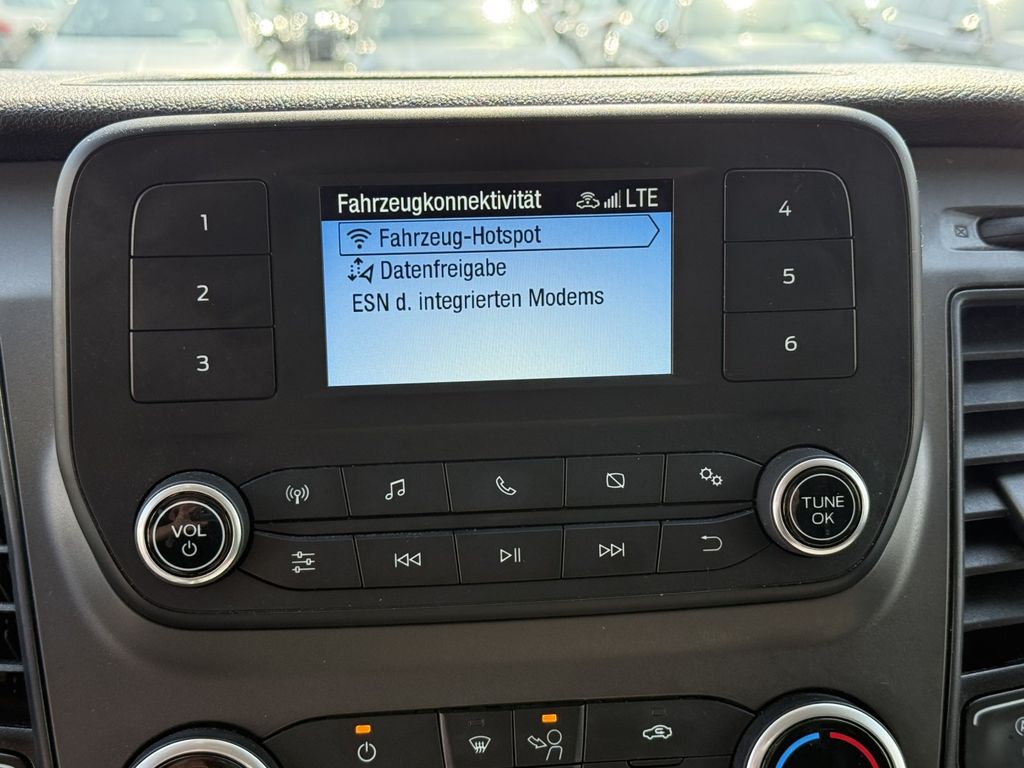 Fahrzeugkonnektivität LTE
Fahrzeug-Hotspot
Datenfreigabe
ESN d. integrierten Modems
1
2
3
4
5
6
VOL
TUNE
OK